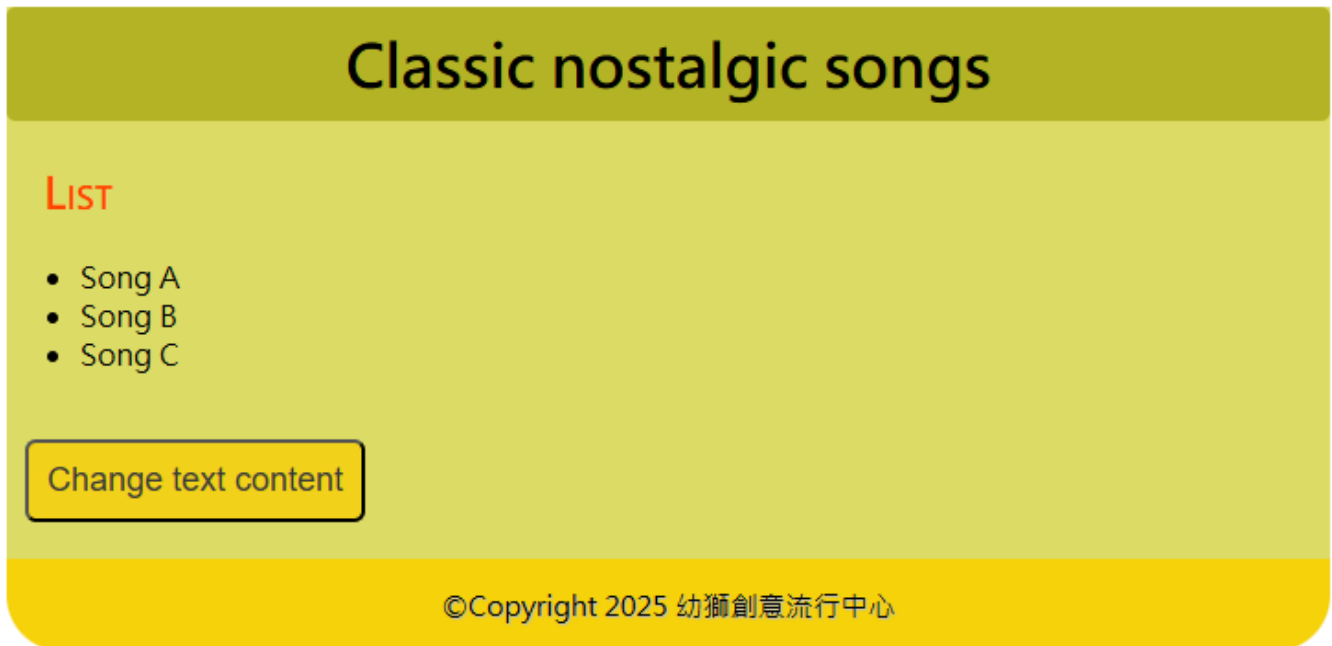 Classic nostalgic songs
List
Song A
Song B
Song C
Change text content
©Copyright 2025 幼獅創意流行中心